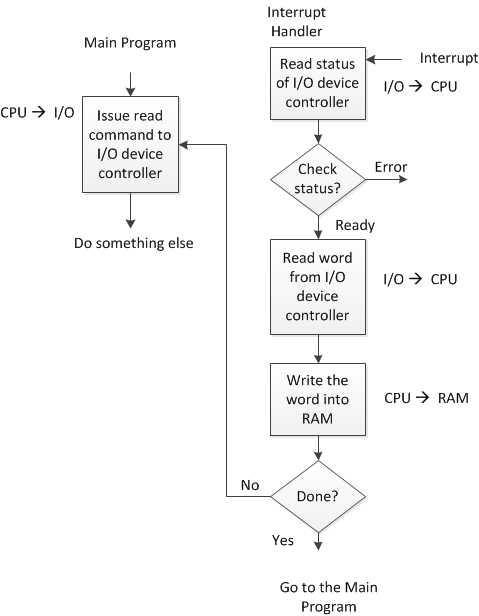 Main Program
CPU → I/O
Issue read
command to
I/O device
controller
Do something else
Interrupt
Handler
Read status
of I/O device
controller
Interrupt
I/O → CPU
Check
status?
Error
Ready
Read word
from I/O
device
controller
I/O → CPU
Write the
word into
RAM
CPU → RAM
Done?
No
Yes
Go to the Main
Program